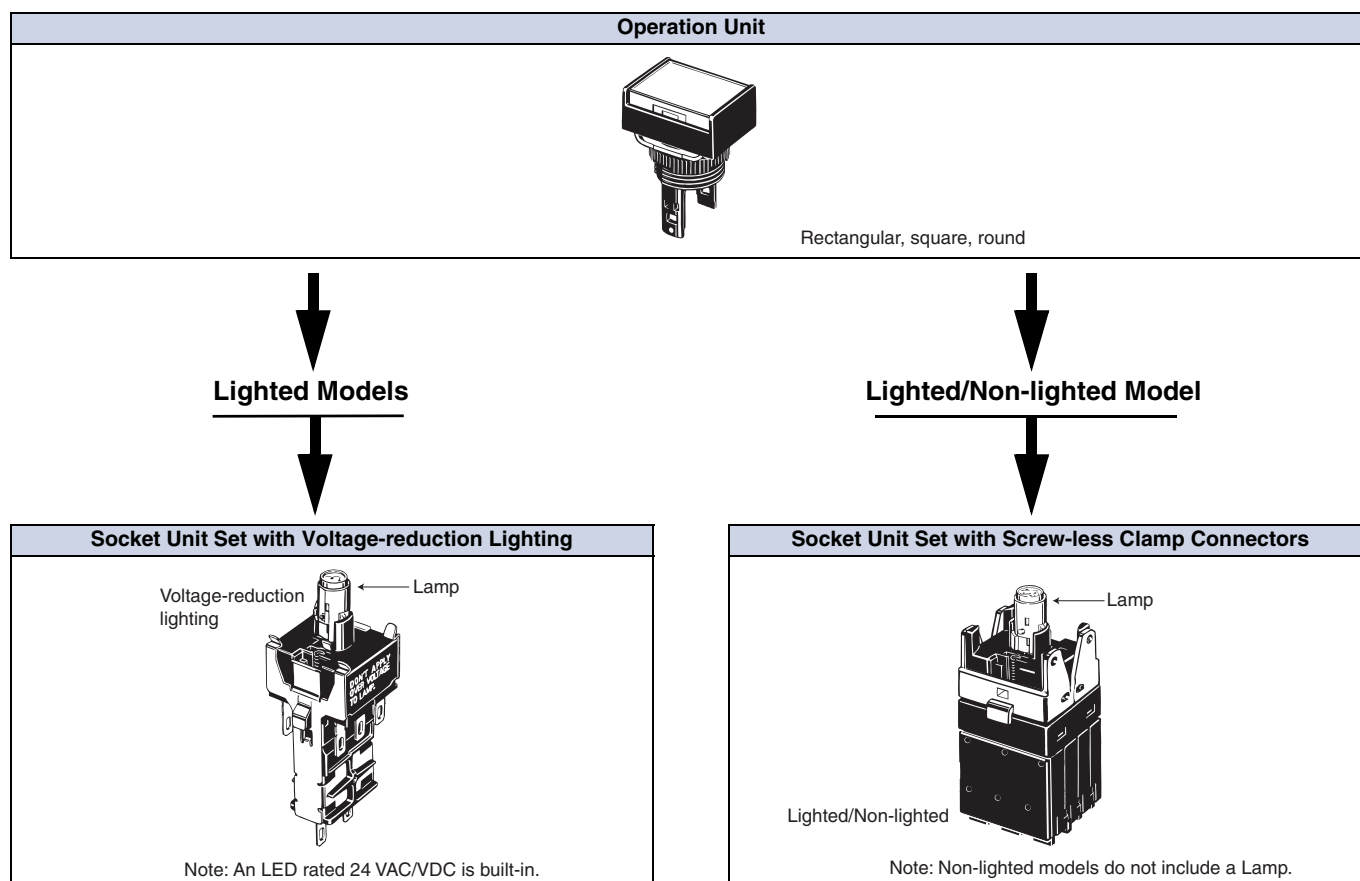 Operation Unit
Rectangular, square, round
Lighted Models
Lighted/Non-lighted Model
Socket Unit Set with Voltage-reduction Lighting
Voltage-reduction
lighting
Lamp
DON'T APPLY
OVER VOLTAGE
TO LAMP.
Note: An LED rated 24 VAC/VDC is built-in.
Socket Unit Set with Screw-less Clamp Connectors
Lamp
Lighted/Non-lighted
Note: Non-lighted models do not include a Lamp.